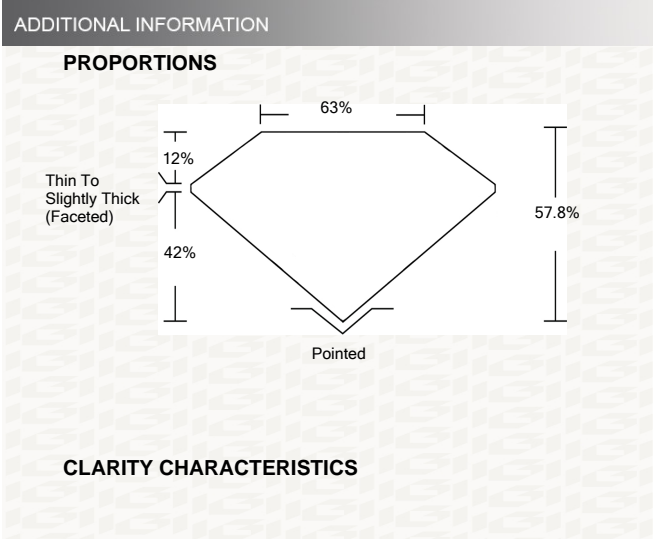 ADDITIONAL INFORMATION
PROPORTIONS
63%
12%
Thin To
Slightly Thick
(Faceted)
57.8%
42%
Pointed
CLARITY CHARACTERISTICS